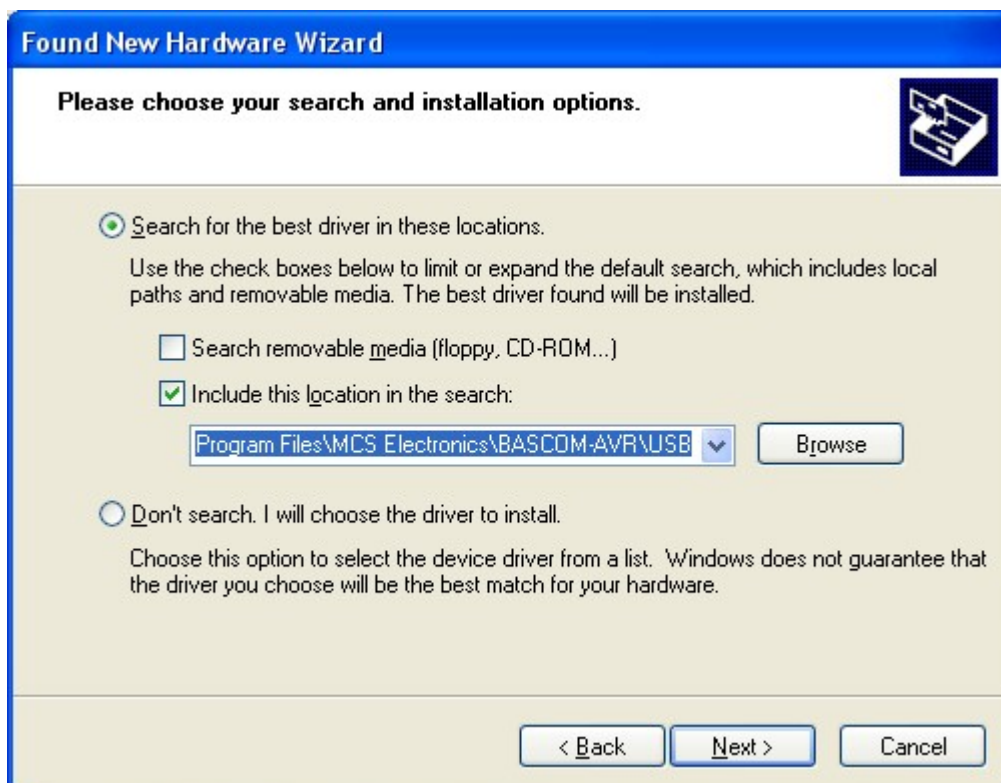 Found New Hardware Wizard
Please choose your search and installation options.
Search for the best driver in these locations.
Use the check boxes below to limit or expand the default search, which includes local
paths and removable media. The best driver found will be installed.
Search removable media (floppy, CD-ROM...)
Include this location in the search:
Program Files\MCS Electronics\BASCOM-AVR\USB
Browse
Don't search. I will choose the driver to install.
Choose this option to select the device driver from a list. Windows does not guarantee that
the driver you choose will be the best match for your hardware.
< Back Next > Cancel